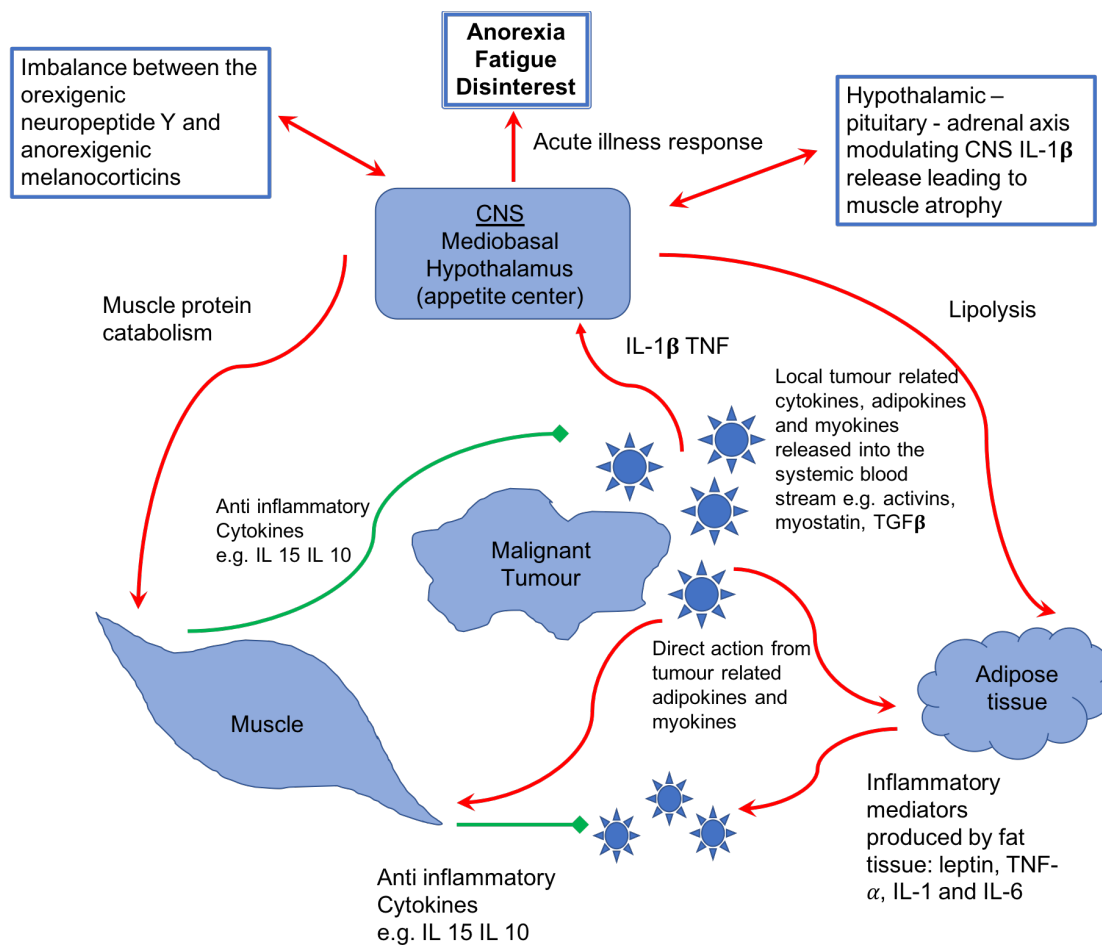 Anorexia
Fatigue
Disinterest
Imbalance between the
orexigenic
neuropeptide Y and
anorexigenic
melanocorticins
Acute illness response
Hypothalamic –
pituitary - adrenal axis
modulating CNS IL-1β
release leading to
muscle atrophy
CNS
Mediobasal
Hypothalamus
(appetite center)
Muscle protein
catabolism
Lipolysis
IL-1β TNF
Local tumour related
cytokines, adipokines
and myokines
released into the
systemic blood
stream e.g. activins,
myostatin, TGFβ
Anti inflammatory
Cytokines
e.g. IL 15 IL 10
Malignant
Tumour
Direct action from
tumour related
adipokines and
myokines
Adipose
tissue
Muscle
Inflammatory
mediators
produced by fat
tissue: leptin, TNF-
α, IL-1 and IL-6
Anti inflammatory
Cytokines
e.g. IL 15 IL 10